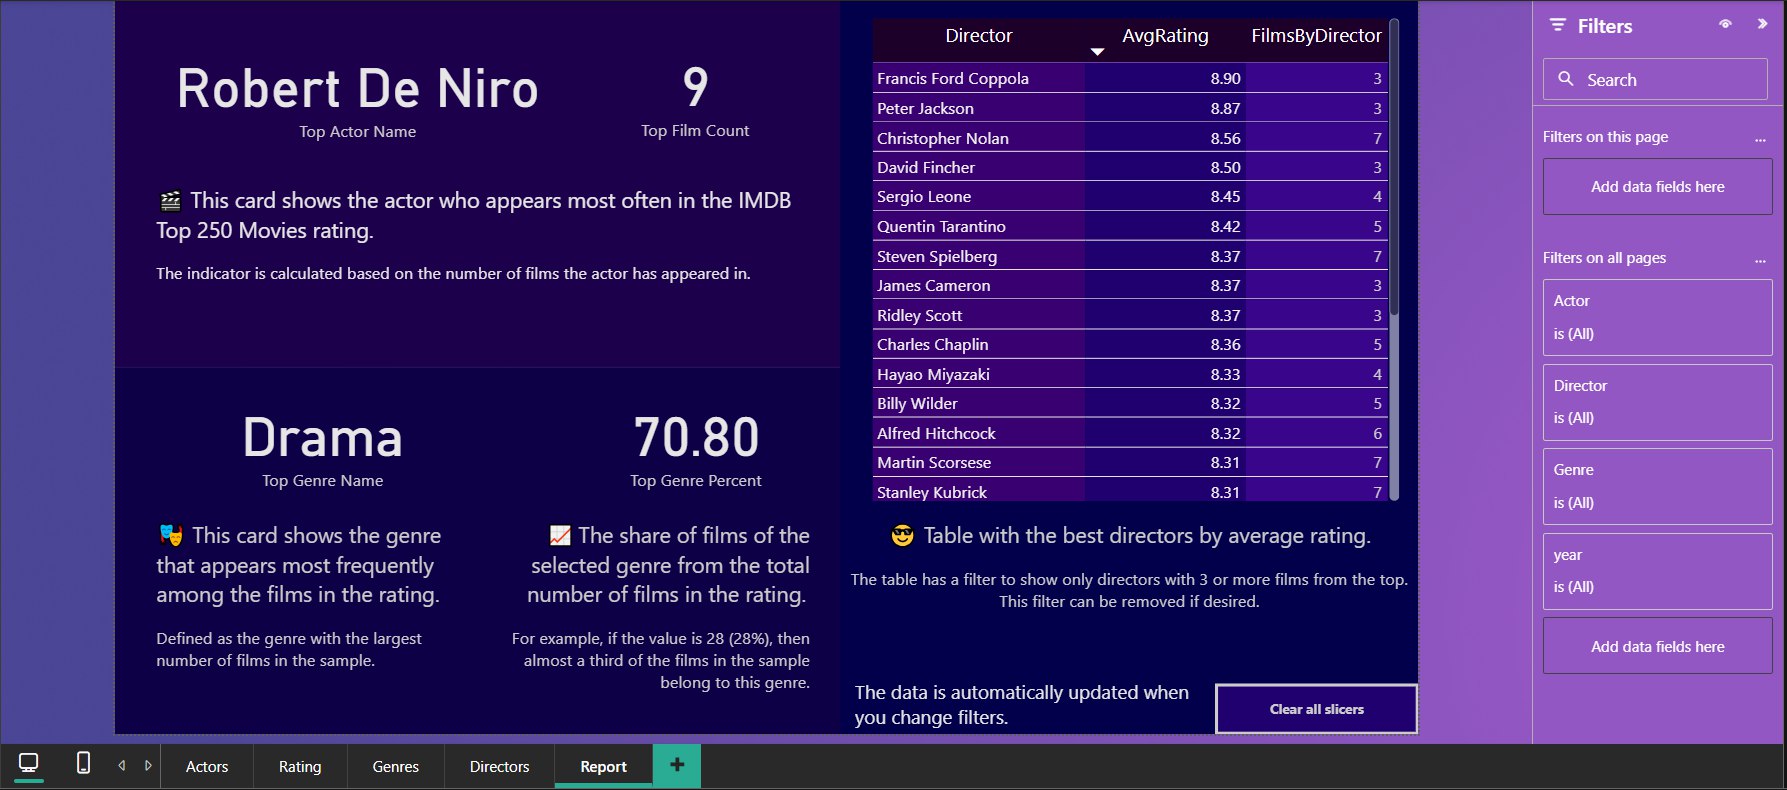 Robert De Niro
Top Actor Name
9
Top Film Count
🎬 This card shows the actor who appears most often in the IMDB
Top 250 Movies rating.
The indicator is calculated based on the number of films the actor has appeared in.
Drama
Top Genre Name
70.80
Top Genre Percent
🎭 This card shows the genre
that appears most frequently
among the films in the rating.
Defined as the genre with the largest
number of films in the sample.
📈 The share of films of the
selected genre from the total
number of films in the rating.
For example, if the value is 28 (28%), then
almost a third of the films in the sample
belong to this genre.
Director AvgRating FilmsByDirector
Francis Ford Coppola 8.90 3
Peter Jackson 8.87 3
Christopher Nolan 8.56 7
David Fincher 8.50 3
Sergio Leone 8.45 4
Quentin Tarantino 8.42 5
Steven Spielberg 8.37 7
James Cameron 8.37 3
Ridley Scott 8.37 3
Charles Chaplin 8.36 5
Hayao Miyazaki 8.33 4
Billy Wilder 8.32 5
Alfred Hitchcock 8.32 6
Martin Scorsese 8.31 7
Stanley Kubrick 8.31 7
😎 Table with the best directors by average rating.
The table has a filter to show only directors with 3 or more films from the top.
This filter can be removed if desired.
The data is automatically updated when
you change filters.
Clear all slicers
Filters
Search
Filters on this page ...
Add data fields here
Filters on all pages ...
Actor
is (All)
Director
is (All)
Genre
is (All)
year
is (All)
Add data fields here
Actors Rating Genres Directors Report +